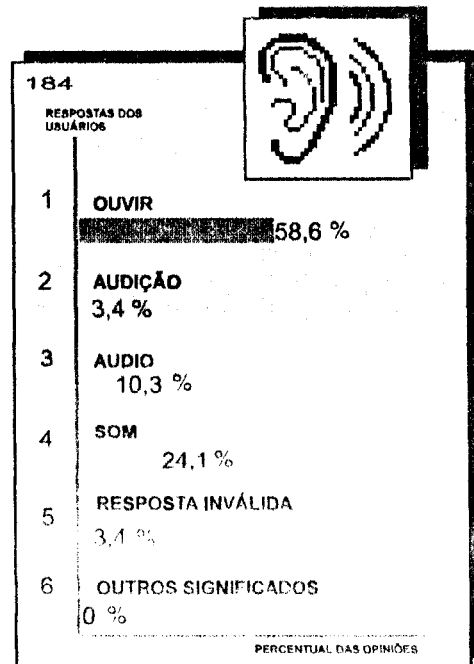 184
RESPOSTAS DOS
USUÁRIOS
1 OUVIR
58,6 %
2 AUDIÇÃO
3,4 %
3 AUDIO
10,3 %
4 SOM
24,1 %
5 RESPOSTA INVÁLIDA
3,4 %
6 OUTROS SIGNIFICADOS
0 %
PERCENTUAL DAS OPINIÕES